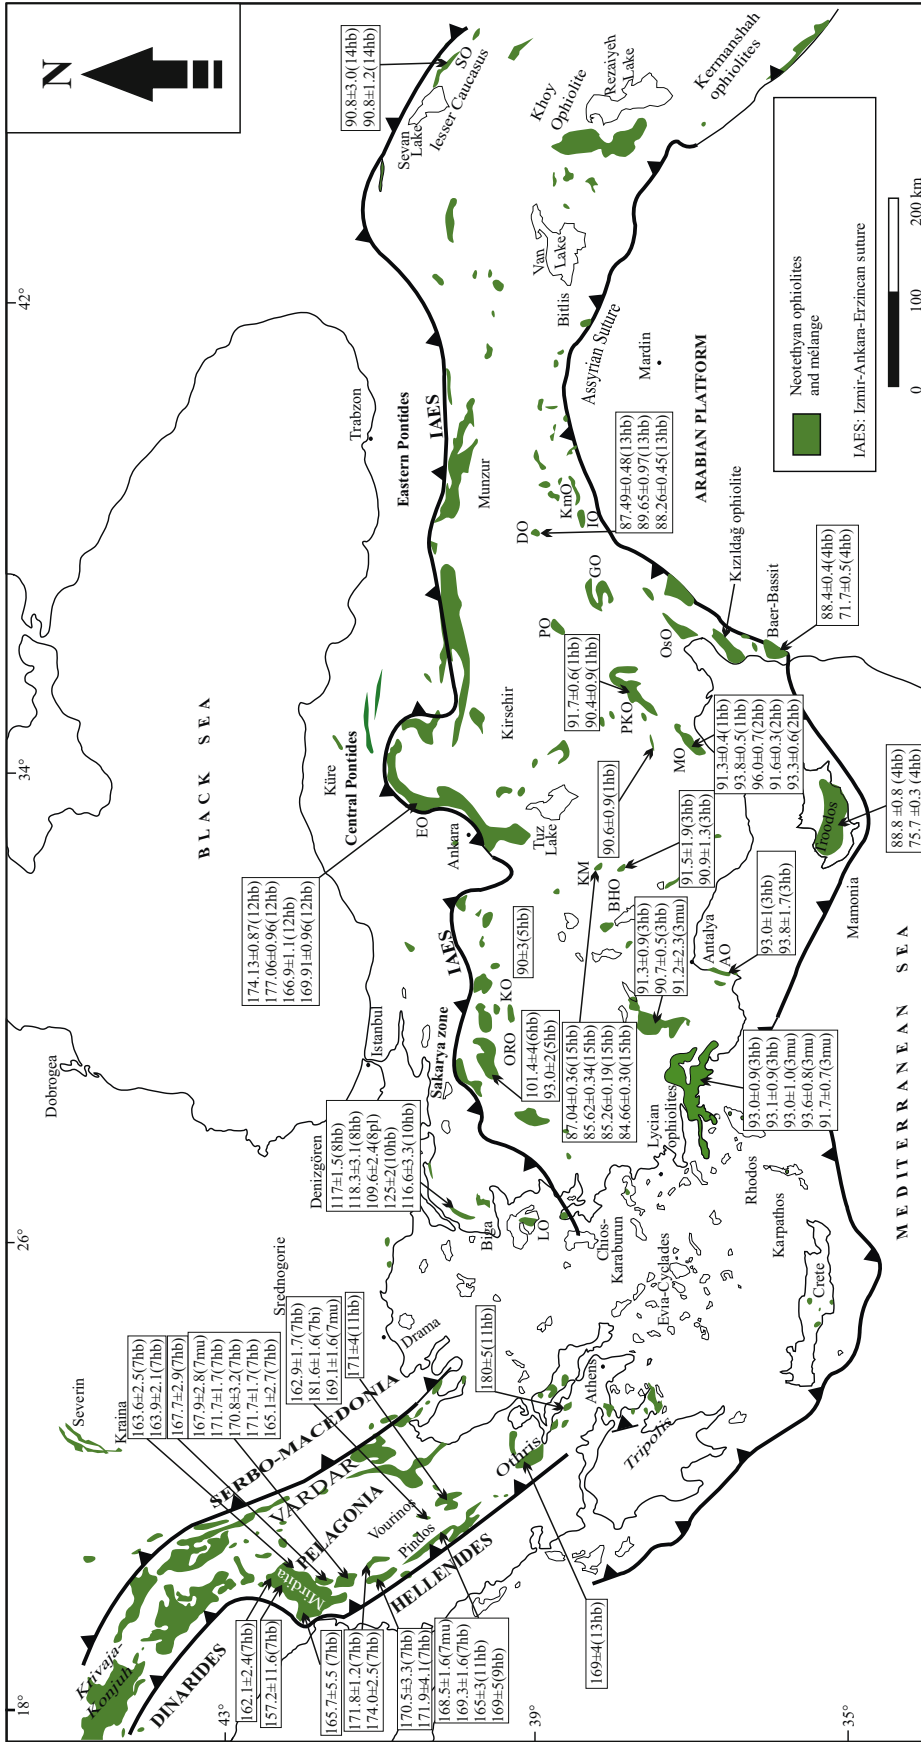 N
18°
26°
34°
42°
43°
39°
35°
BLACK SEA
MEDITERRANEAN SEA
Dobrogea
Severin
Kraina
Srednogorie
Drama
Istanbul
Küre
Trabzon
Central Pontides
Eastern Pontides
Sakarya zone
IAES
IAES
IAES
SERBO-MACEDONIA
VARDAR
PELAGONIA
HELLENIDES
DINARIDES
Krivaja-
Konjuh
Mirdita
Vourinos
Pindos
Othris
Athens
Tripolis
Evia-Cyclades
Crete
Karpathos
Rhodos
Chios-
Karaburun
LO
Biga
Denizgören
Lycian
ophiolites
ORO
KO
Ankara
EO
Tuz
Lake
Kirsehir
Munzur
KM
BHO
Antalya
AO
Mamonia
Troodos
MO
PKO
PO
GO
OsO
DO
KmO
IO
Kızıldağ ophiolite
Baer-Bassit
ARABIAN PLATFORM
Mardin
Assyrian Suture
Bitlis
Van
Lake
Khoy
Ophiolite
Rezaiyeh
Lake
Kermanshah
ophiolites
Sevan
Lake
lesser Caucasus
SO
163.6±2.5(7hb)
163.9±2.1(7hb)
167.7±2.9(7hb)
167.9±2.8(7mu)
171.7±1.7(7hb)
170.8±3.2(7hb)
171.7±1.7(7hb)
165.1±2.7(7hb)
162.9±1.7(7hb)
181.6±1.6(7bi)
169.1±1.6(7mu)
171±4(11hb)
180±5(11hb)
162.1±2.4(7hb)
157.2±11.6(7hb)
165.7±5.5 (7hb)
171.8±1.2(7hb)
174.0±2.5(7hb)
170.5±3.3(7hb)
171.9±4.1(7hb)
168.5±1.6(7mu)
169.3±1.6(7hb)
165±3(11hb)
169±5(9hb)
169±4(13hb)
117±1.5(8hb)
118.3±3.1(8hb)
109.6±2.4(8pl)
125±2(10hb)
116.6±3.3(10hb)
174.13±0.87(12hb)
177.06±0.96(12hb)
166.9±1.1(12hb)
169.91±0.96(12hb)
90±3(5hb)
101.4±4(6hb)
93.0±2(5hb)
87.04±0.36(15hb)
85.62±0.34(15hb)
85.26±0.19(15hb)
84.66±0.30(15hb)
91.3±0.9(3hb)
90.7±0.5(3hb)
91.2±2.3(3mu)
93.0±0.9(3hb)
93.1±0.9(3hb)
93.0±1.0(3mu)
93.6±0.8(3mu)
91.7±0.7(3mu)
93.0±1(3hb)
93.8±1.7(3hb)
91.5±1.9(3hb)
90.9±1.3(3hb)
90.6±0.9(1hb)
91.7±0.6(1hb)
90.4±0.9(1hb)
91.3±0.4(1hb)
93.8±0.5(1hb)
96.0±0.7(2hb)
91.6±0.3(2hb)
93.3±0.6(2hb)
88.8 ±0.8 (4hb)
75.7 ±0.3 (4hb)
88.4±0.4(4hb)
71.7±0.5(4hb)
87.49±0.48(13hb)
89.65±0.97(13hb)
88.26±0.45(13hb)
90.8±3.0(14hb)
90.8±1.2(14hb)
Neotethyan ophiolites
and mélange
IAES: Izmir-Ankara-Erzincan suture
0 100 200 km